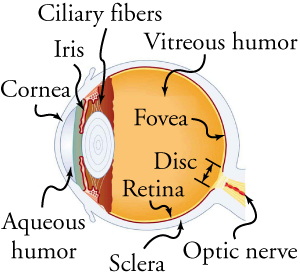 Ciliary fibers
Iris
Vitreous humor
Cornea
Fovea
Disc
Retina
Aqueous
humor
Sclera
Optic nerve